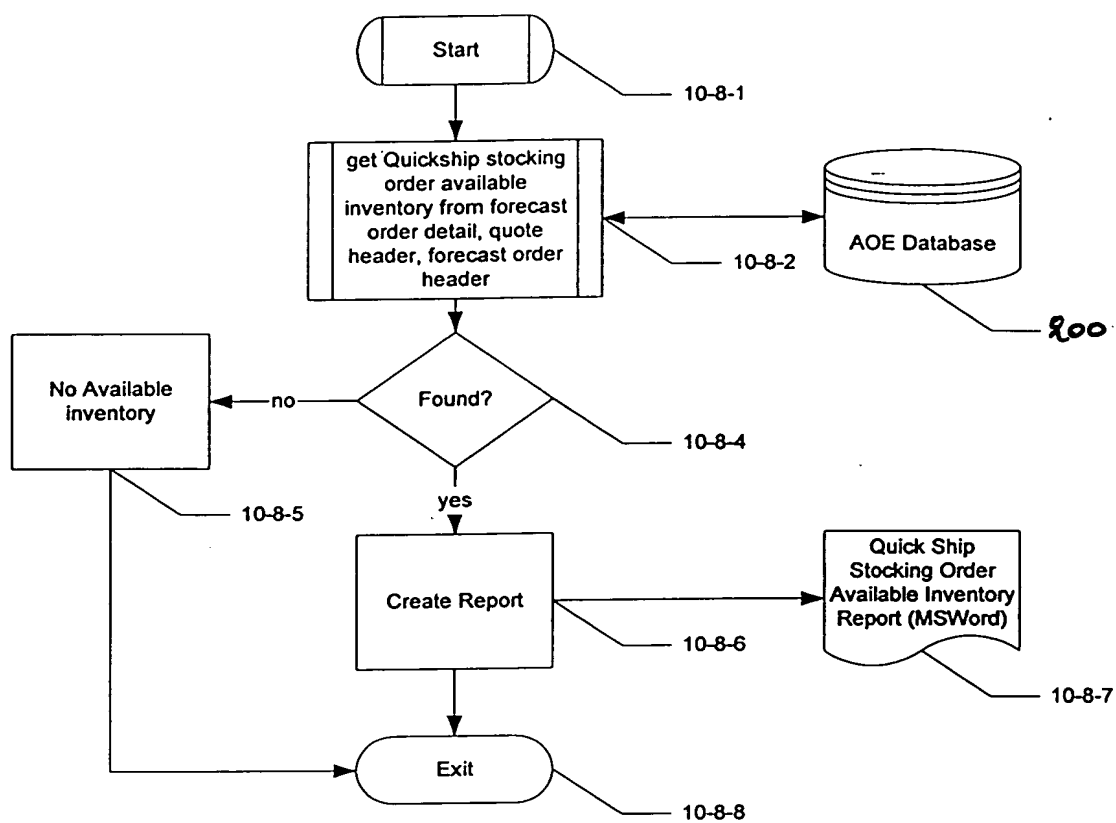 Start
10-8-1
get Quickship stocking
order available
inventory from forecast
order detail, quote
header, forecast order
header
10-8-2
AOE Database
200
No Available
inventory
no
Found?
10-8-4
10-8-5
yes
Create Report
10-8-6
Quick Ship
Stocking Order
Available Inventory
Report (MSWord)
10-8-7
Exit
10-8-8